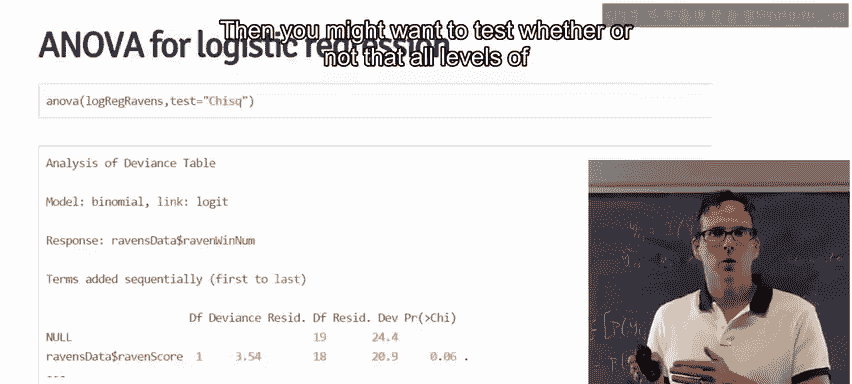 Then you might want to test whether or
not that all levels of
ANOVA for logistic regression
anova(logRegRavens,test="Chisq")
Analysis of Deviance Table
Model: binomial, link: logit
Response: ravensData$ravenWinNum
Terms added sequentially (first to last)
Df Deviance Resid. Df Resid. Dev Pr(>Chi)
NULL 19 24.4
ravensData$ravenScore 1 3.54 18 20.9 0.06 .
---